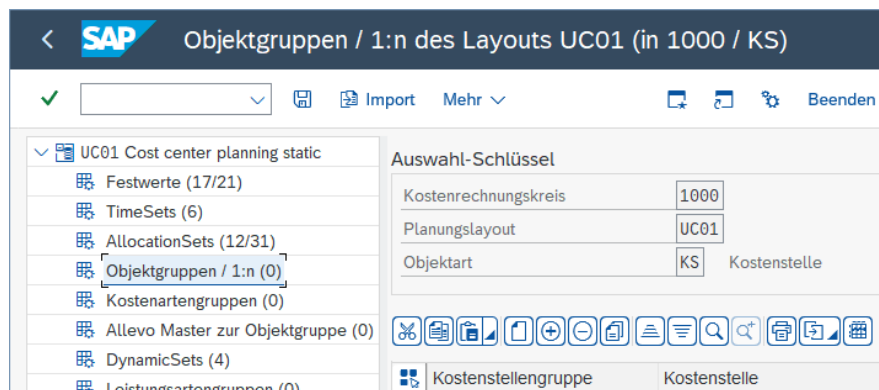 SAP Objektgruppen / 1:n des Layouts UC01 (in 1000 / KS)
Import Mehr Beenden
UC01 Cost center planning static
Festwerte (17/21)
TimeSets (6)
AllocationSets (12/31)
Objektgruppen / 1:n (0)
Kostenartengruppen (0)
Allevo Master zur Objektgruppe (0)
DynamicSets (4)
Leistungsartengruppen (0)
Auswahl-Schlüssel
Kostenrechnungskreis 1000
Planungslayout UC01
Objektart KS Kostenstelle
Kostenstellengruppe Kostenstelle